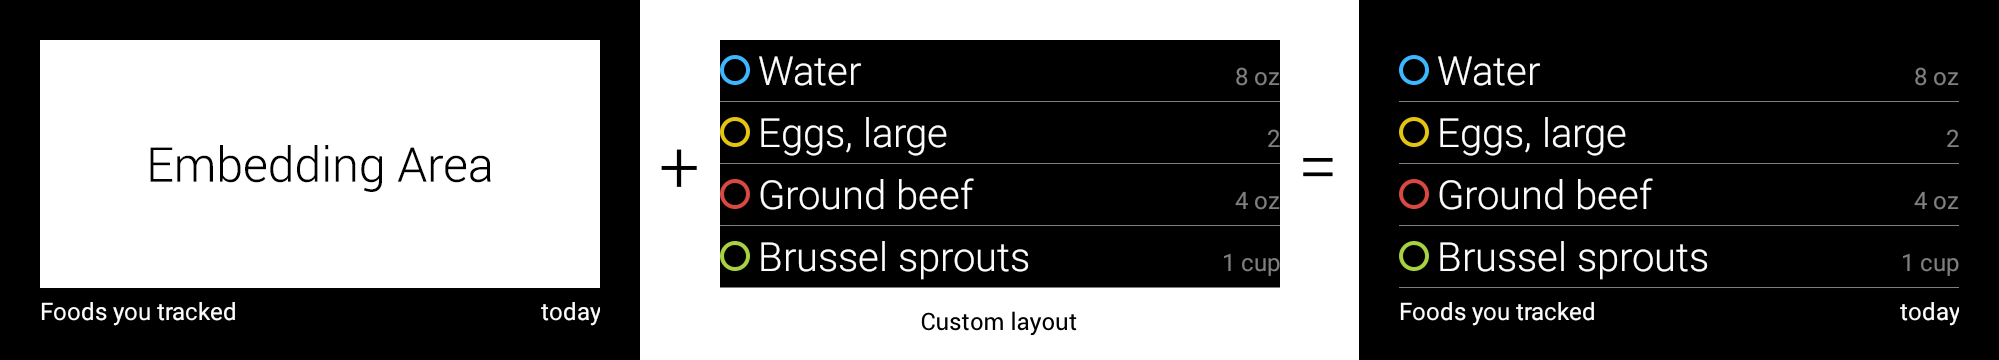 Embedding Area
Foods you tracked today
+
Water 8 oz
Eggs, large 2
Ground beef 4 oz
Brussel sprouts 1 cup
Custom layout
=
Water 8 oz
Eggs, large 2
Ground beef 4 oz
Brussel sprouts 1 cup
Foods you tracked today